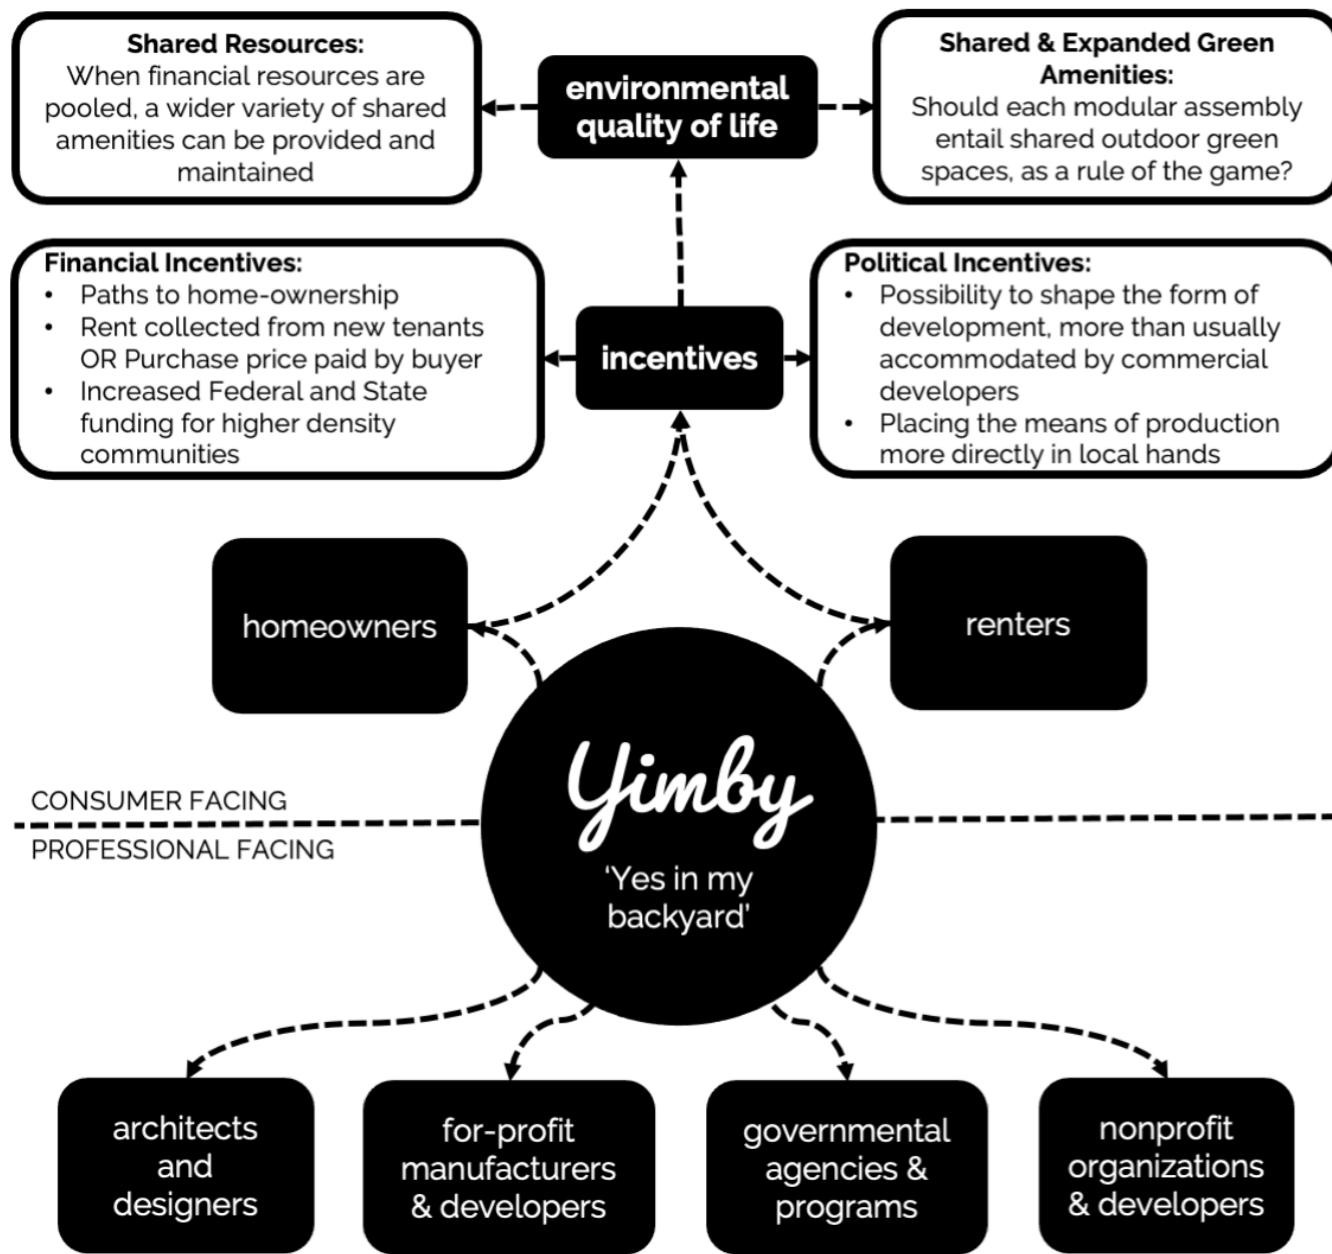 Shared Resources:
When financial resources are
pooled, a wider variety of shared
amenities can be provided and
maintained
environmental
quality of life
Shared & Expanded Green
Amenities:
Should each modular assembly
entail shared outdoor green
spaces, as a rule of the game?
Financial Incentives:
• Paths to home-ownership
• Rent collected from new tenants
OR Purchase price paid by buyer
• Increased Federal and State
funding for higher density
communities
incentives
Political Incentives:
• Possibility to shape the form of
development, more than usually
accommodated by commercial
developers
• Placing the means of production
more directly in local hands
homeowners
renters
CONSUMER FACING
PROFESSIONAL FACING
Yimby
‘Yes in my
backyard’
architects
and
designers
for-profit
manufacturers
& developers
governmental
agencies &
programs
nonprofit
organizations
& developers